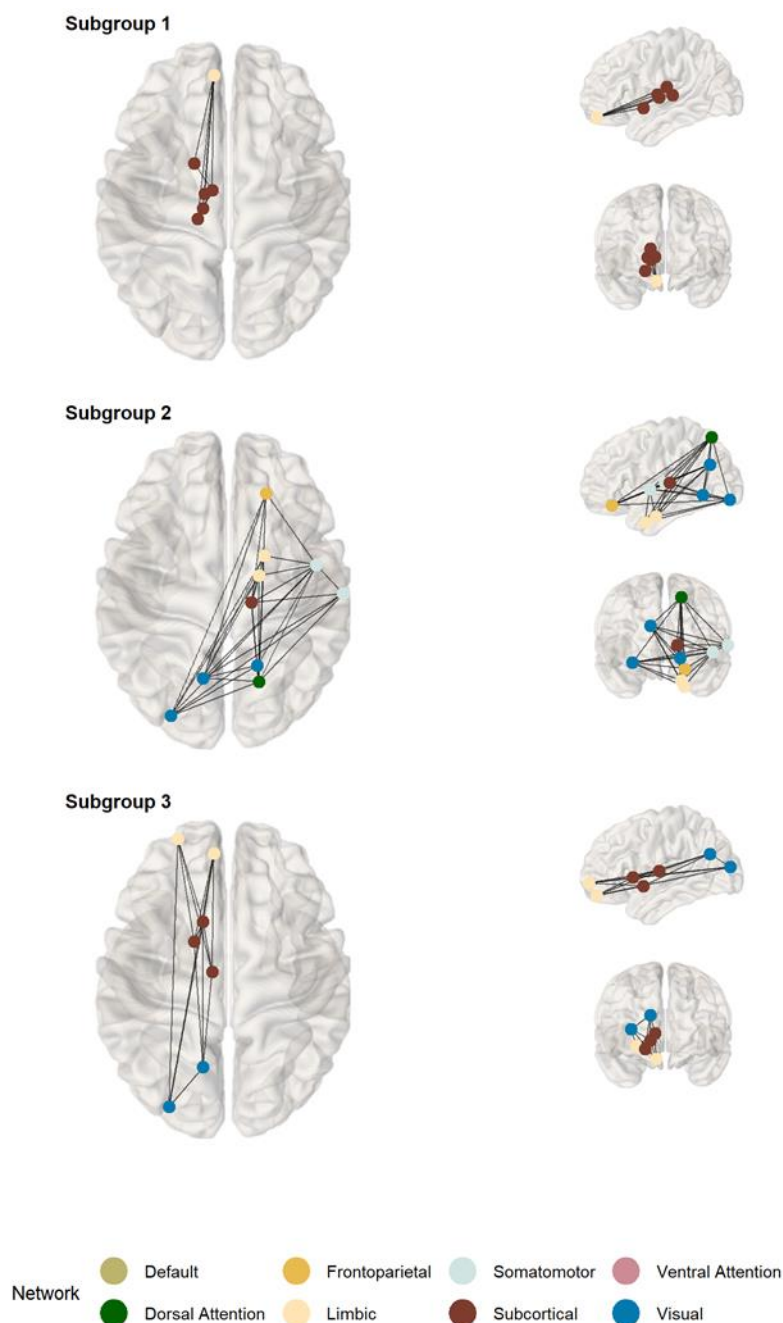 Subgroup 1
Subgroup 2
Subgroup 3
Network
Default
Frontoparietal
Somatomotor
Ventral Attention
Dorsal Attention
Limbic
Subcortical
Visual